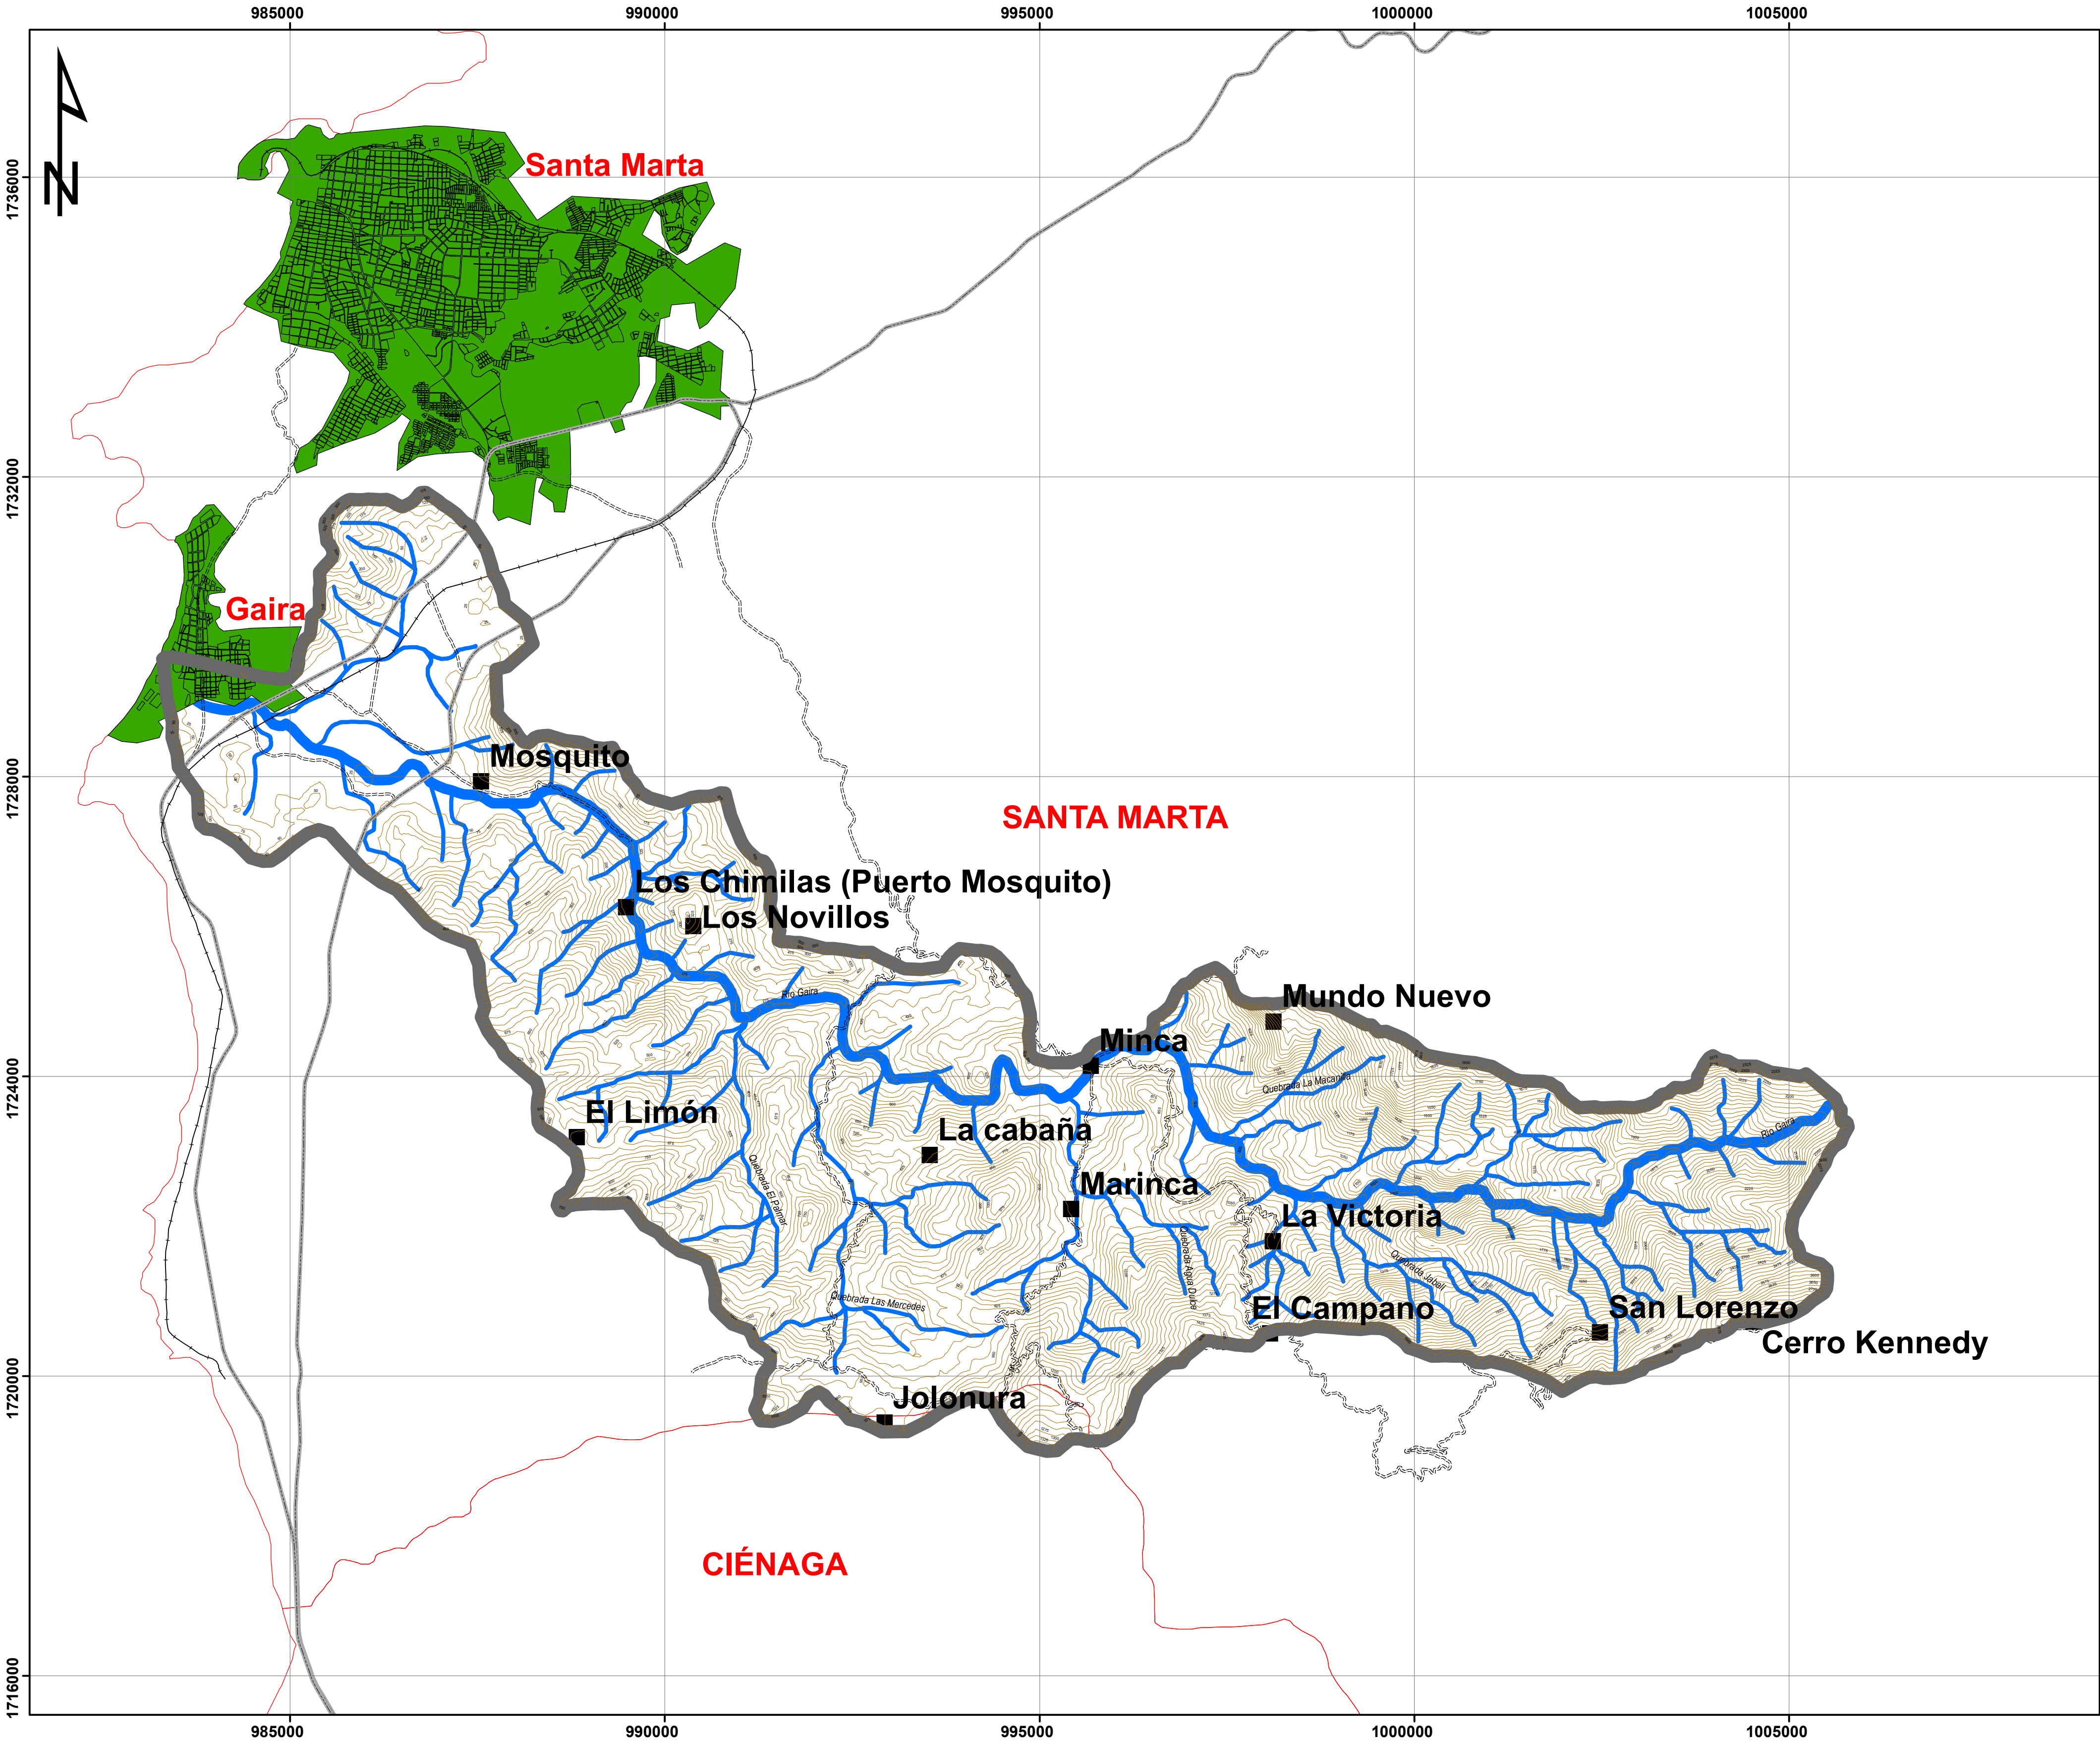 985000
990000
995000
1000000
1005000
1736000
1732000
1728000
1724000
1720000
1716000
N
Santa Marta
Gaira
Mosquito
SANTA MARTA
Los Chimilas (Puerto Mosquito)
Los Novillos
Rio Gaira
Mundo Nuevo
Minca
Quebrada La Macanilla
El Limón
La cabaña
Rio Gaira
Quebrada El Palmar
Marinca
La Victoria
Quebrada Agua Dulce
Quebrada Jabalí
Quebrada Las Mercedes
El Campano
San Lorenzo
Cerro Kennedy
Jolonura
CIÉNAGA
985000
990000
995000
1000000
1005000